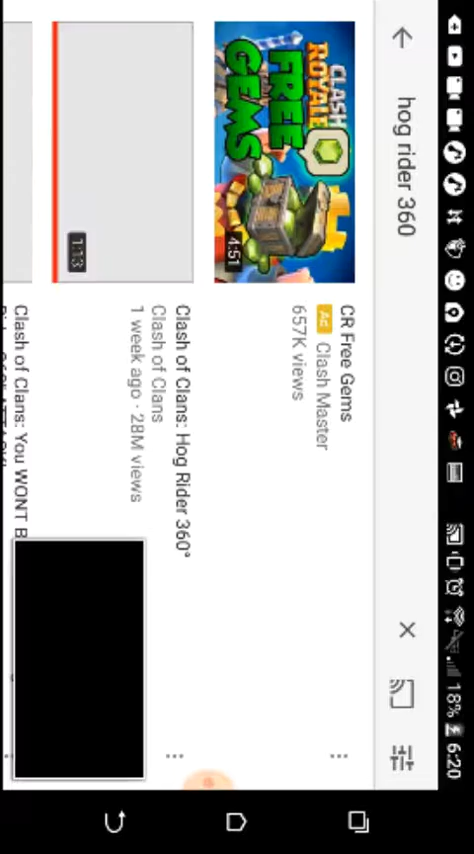 18% 6:20
hog rider 360
CLASH
ROYALE
FREE
GEMS
4:51
CR Free Gems
Ad Clash Master
657K views
1:13
Clash of Clans: Hog Rider 360°
Clash of Clans
1 week ago · 28M views
Clash of Clans: You WONT B